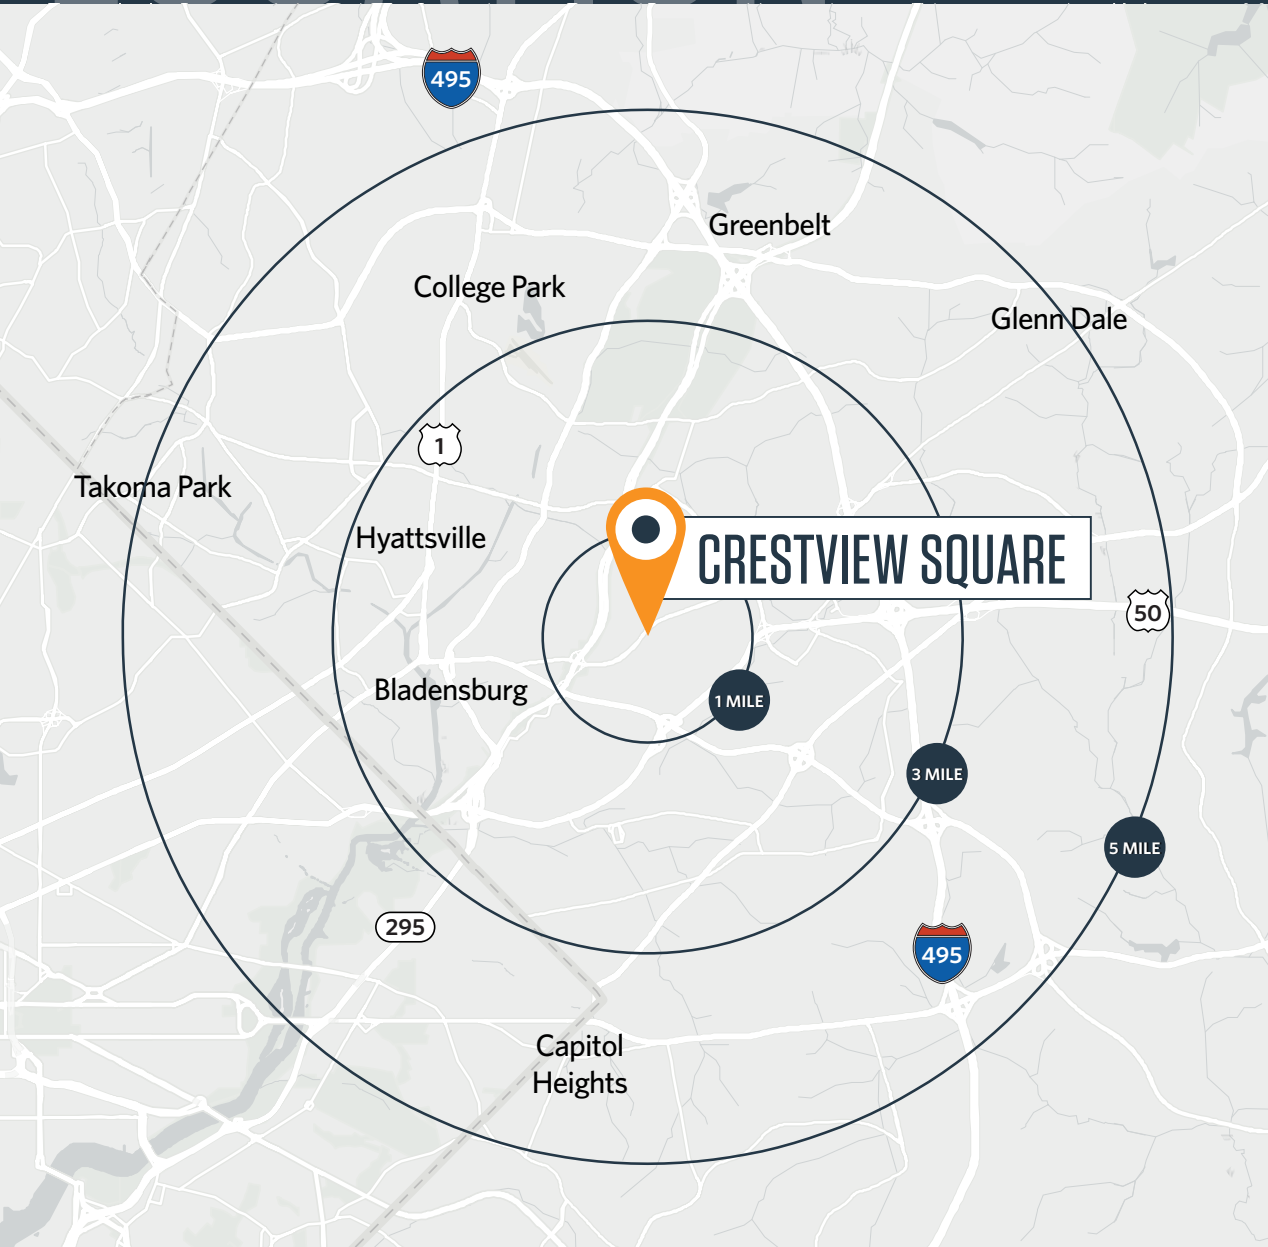 495
Greenbelt
College Park
Glenn Dale
1
Takoma Park
Hyattsville
CRESTVIEW SQUARE
50
Bladensburg
1 MILE
3 MILE
5 MILE
295
495
Capitol
Heights